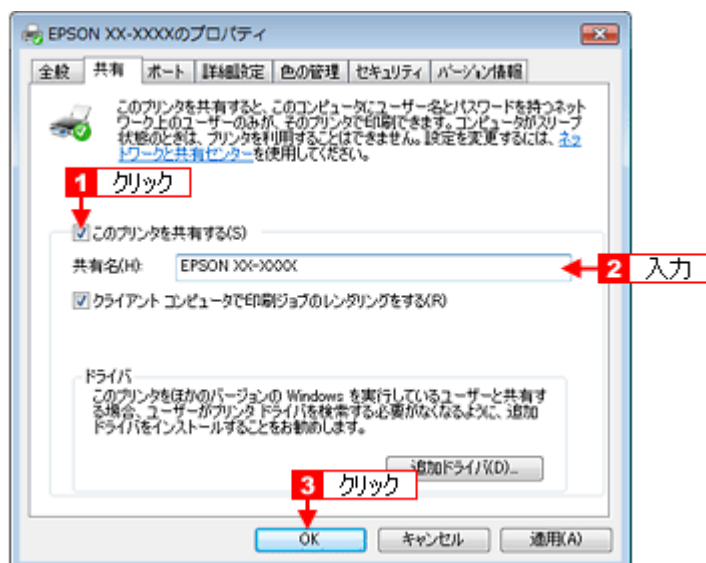 EPSON XX-XXXXのプロパティ
全般 共有 ポート 詳細設定 色の管理 セキュリティ バージョン情報
このプリンタを共有すると、このコンピュータにユーザー名とパスワードを持つネット
ワーク上のユーザーのみが、そのプリンタで印刷できます。コンピュータがスリープ
状態のときは、プリンタを利用することはできません。設定を変更するには、ネッ
トワークと共有センターを使用してください。
1 クリック
このプリンタを共有する(S)
共有名(H): EPSON XX-XXXX
2 入力
クライアント コンピュータで印刷ジョブのレンダリングをする(R)
ドライバ
このプリンタをほかのバージョンの Windows を実行しているユーザーと共有す
る場合、ユーザーがプリンタ ドライバを検索する必要がなくなるように、追加
ドライバをインストールすることをお勧めします。
追加ドライバ(D)...
3 クリック
OK キャンセル 適用(A)